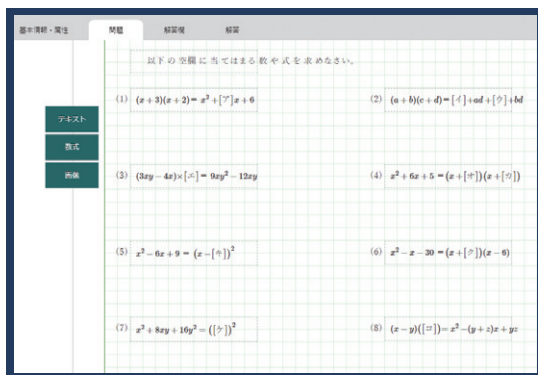 基本情報・属性 問題 解答欄 解答
以下の空欄に当てはまる数や式を求めなさい。
テキスト
数式
画像
(1) (x + 3)(x + 2) = x² + [ア]x + 6
(2) (a + b)(c + d) = [イ] + ad + [ウ] + bd
(3) (3xy − 4x) × [エ] = 9xy² − 12xy
(4) x² + 6x + 5 = (x + [オ])(x + [カ])
(5) x² − 6x + 9 = (x − [キ])²
(6) x² − x − 30 = (x + [ク])(x − 6)
(7) x² + 8xy + 16y² = ([ケ])²
(8) (x − y)([コ]) = x² − (y + z)x + yz